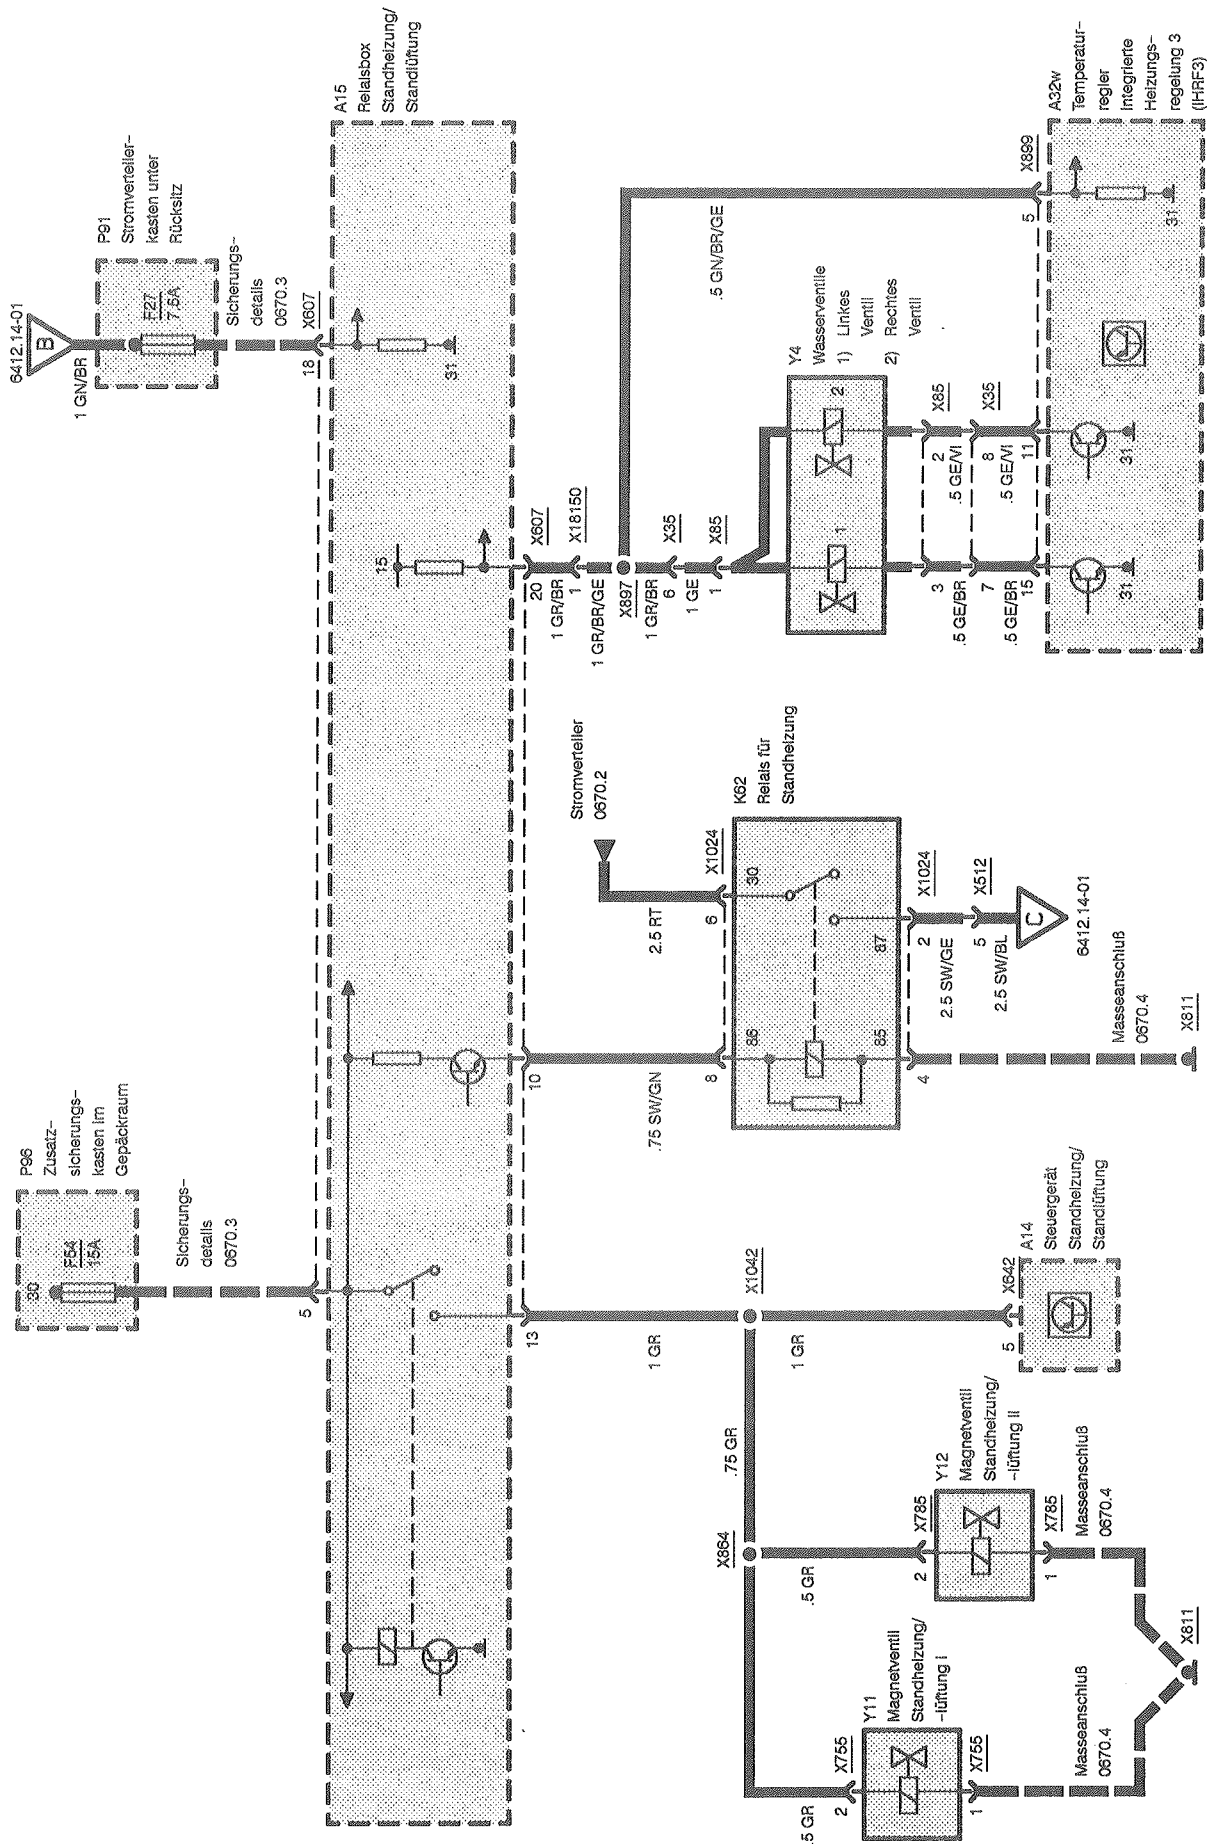 P96
Zusatz-
sicherungs-
kasten im
Gepäckraum
30
F54
15A
Sicherungs-
details
0670.3
5
6412.14-01
B
1 GN/BR
P91
Stromverteiler-
kasten unter
Rücksitz
F27
7.5A
Sicherungs-
details
0670.3
X607
18
A15
Relaisbox
Standheizung/
Standlüftung
31
15
13
1 GR
X1042
1 GR
X642
5
A14
Steuergerät
Standheizung/
Standlüftung
.75 GR
X864
.5 GR
X785
2
Y12
Magnetventil
Standheizung/
-lüftung II
X785
1
Masseanschluß
0670.4
.5 GR
X755
2
Y11
Magnetventil
Standheizung/
-lüftung I
X755
1
Masseanschluß
0670.4
X811
10
.75 SW/GN
8
Stromverteiler
0670.2
2.5 RT
X1024
6
K62
Relais für
Standheizung
86
30
85
87
X1024
4
2
2.5 SW/GE
X512
5
2.5 SW/BL
C
6412.14-01
Masseanschluß
0670.4
X811
X607
20
1 GR/BR
X18150
1
1 GR/BR/GE
X897
1 GR/BR
X35
6
1 GE
X85
1
.5 GN/BR/GE
Y4
Wasserventile
1) Linkes
Ventil
2) Rechtes
Ventil
1
2
X85
3
2
.5 GE/BR
.5 GE/VI
X35
7
8
.5 GE/BR
.5 GE/VI
15
11
X899
5
31
31
31
A32w
Temperatur-
regler
Integrierte
Heizungs-
regelung 3
(IHRF3)